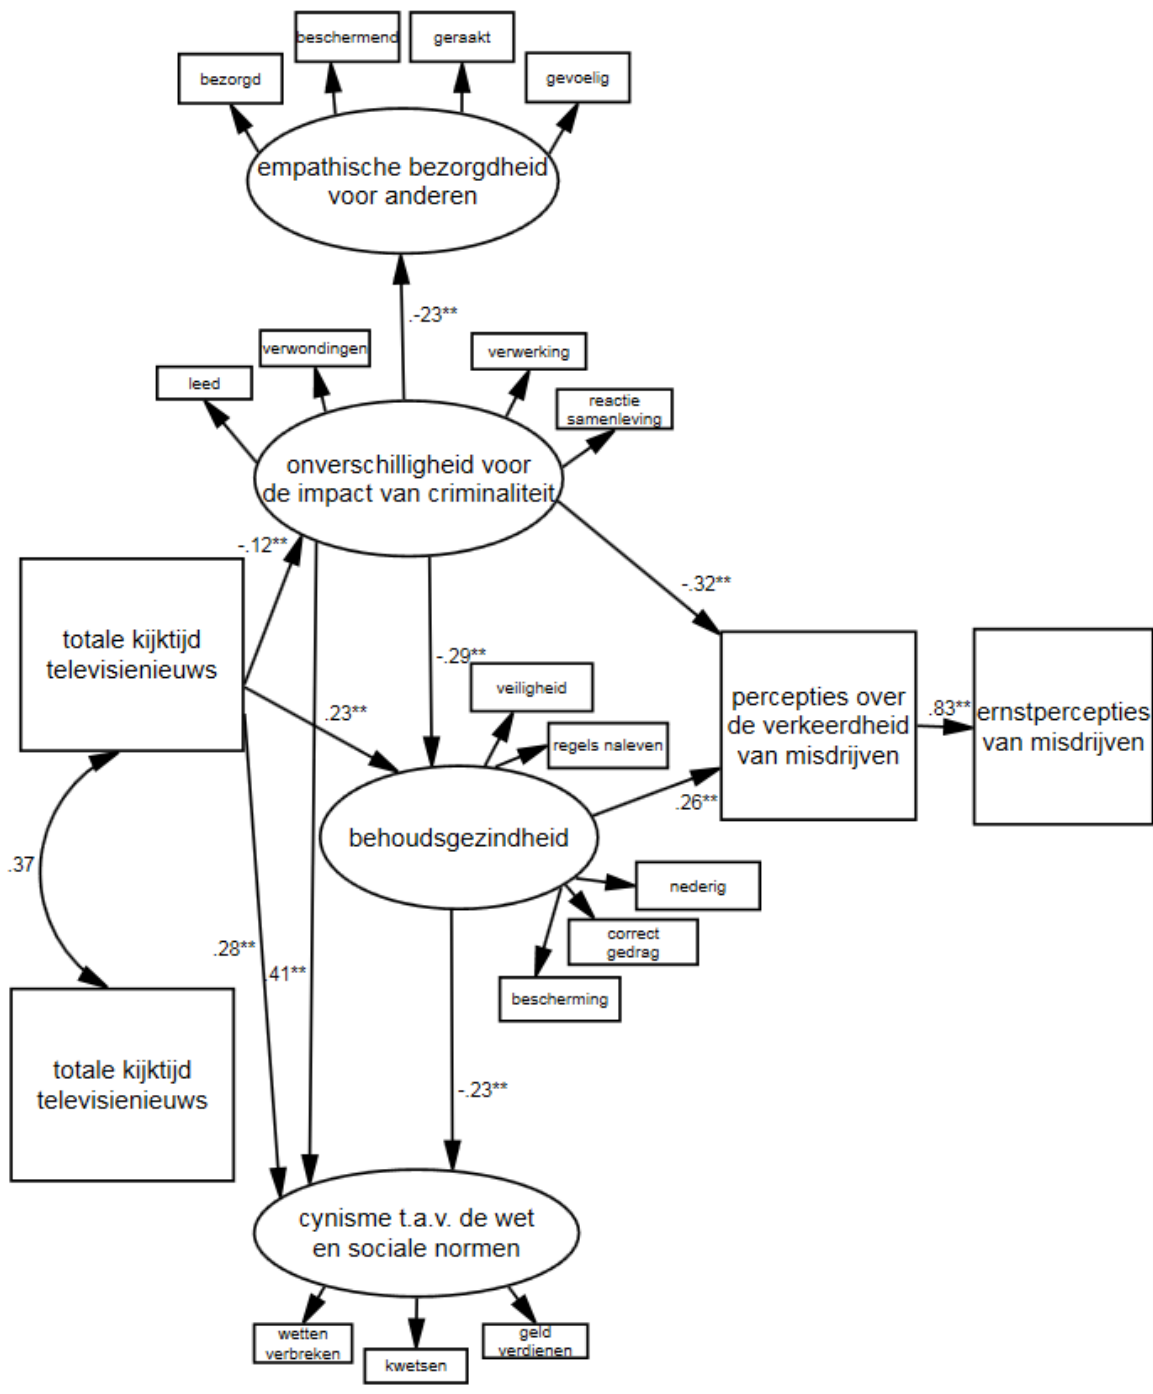 beschermend
geraakt
bezorgd
gevoelig
empathische bezorgdheid
voor anderen
.-23**
verwondingen
verwerking
leed
reactie
samenleving
onverschilligheid voor
de impact van criminaliteit
-.12**
-.32**
totale kijktijd
televisienieuws
-.29**
veiligheid
.23**
regels naleven
percepties over
de verkeerdheid
van misdrijven
.83**
ernstpercepties
van misdrijven
.26**
behoudsgezindheid
.37
nederig
correct
gedrag
.28**
.41**
bescherming
totale kijktijd
televisienieuws
-.23**
cynisme t.a.v. de wet
en sociale normen
wetten
verbreken
kwetsen
geld
verdienen